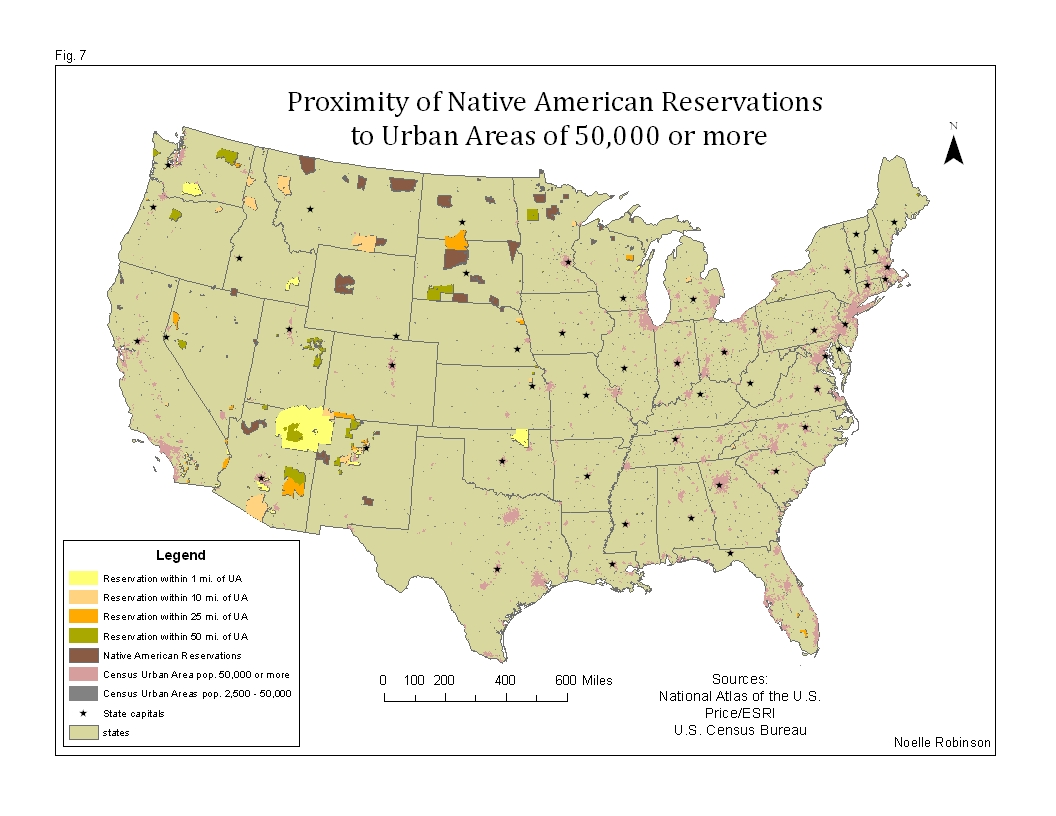 Fig. 7
Proximity of Native American Reservations
to Urban Areas of 50,000 or more
N
Legend
Reservation within 1 mi. of UA
Reservation within 10 mi. of UA
Reservation within 25 mi. of UA
Reservation within 50 mi. of UA
Native American Reservations
Census Urban Area pop. 50,000 or more
Census Urban Areas pop. 2,500 - 50,000
State capitals
states
0 100 200 400 600 Miles
Sources:
National Atlas of the U.S.
Price/ESRI
U.S. Census Bureau
Noelle Robinson